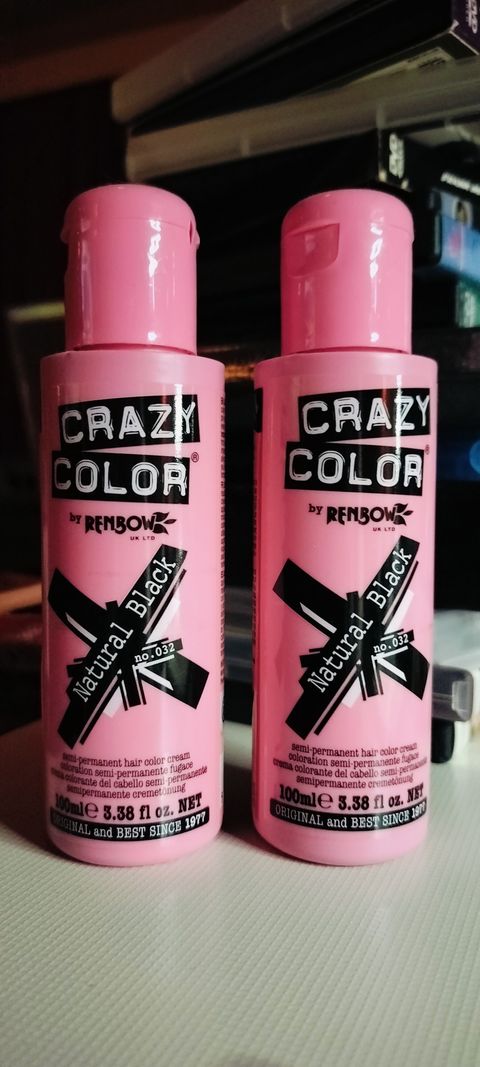 CRAZY
COLOR®
by RENBOW
UK LTD
Natural Black
no.032
semi-permanent hair color cream
coloration semi-permanente fugace
crema colorante del cabello semi-permanente
semipermanente cremetönung
100ml e 3.38 fl oz. NET
ORIGINAL and BEST SINCE 1977
CRAZY
COLOR®
by RENBOW
UK LTD
Natural Black
no.032
semi-permanent hair color cream
coloration semi-permanente fugace
crema colorante del cabello semi-permanente
semipermanente cremetönung
100ml e 3.38 fl oz. NET
ORIGINAL and BEST SINCE 1977
DVD